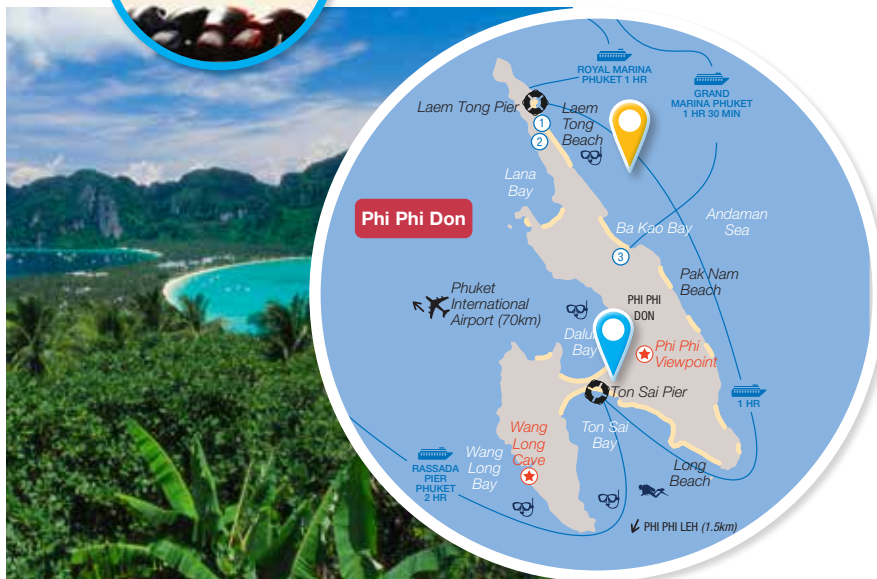 ROYAL MARINA
PHUKET 1 HR
GRAND
MARINA PHUKET
1 HR 30 MIN
Laem Tong Pier
Laem
Tong
Beach
1
2
Lana
Bay
Phi Phi Don
Ba Kao Bay
Andaman
Sea
3
Pak Nam
Beach
Phuket
International
Airport (70km)
PHI PHI
DON
Bay
Phi Phi
Viewpoint
Ton Sai Pier
1 HR
Wang
Long
Cave
Ton Sai
Bay
Wang
Long
Bay
RASSADA
PIER
PHUKET
2 HR
Long
Beach
PHI PHI LEH (1.5km)